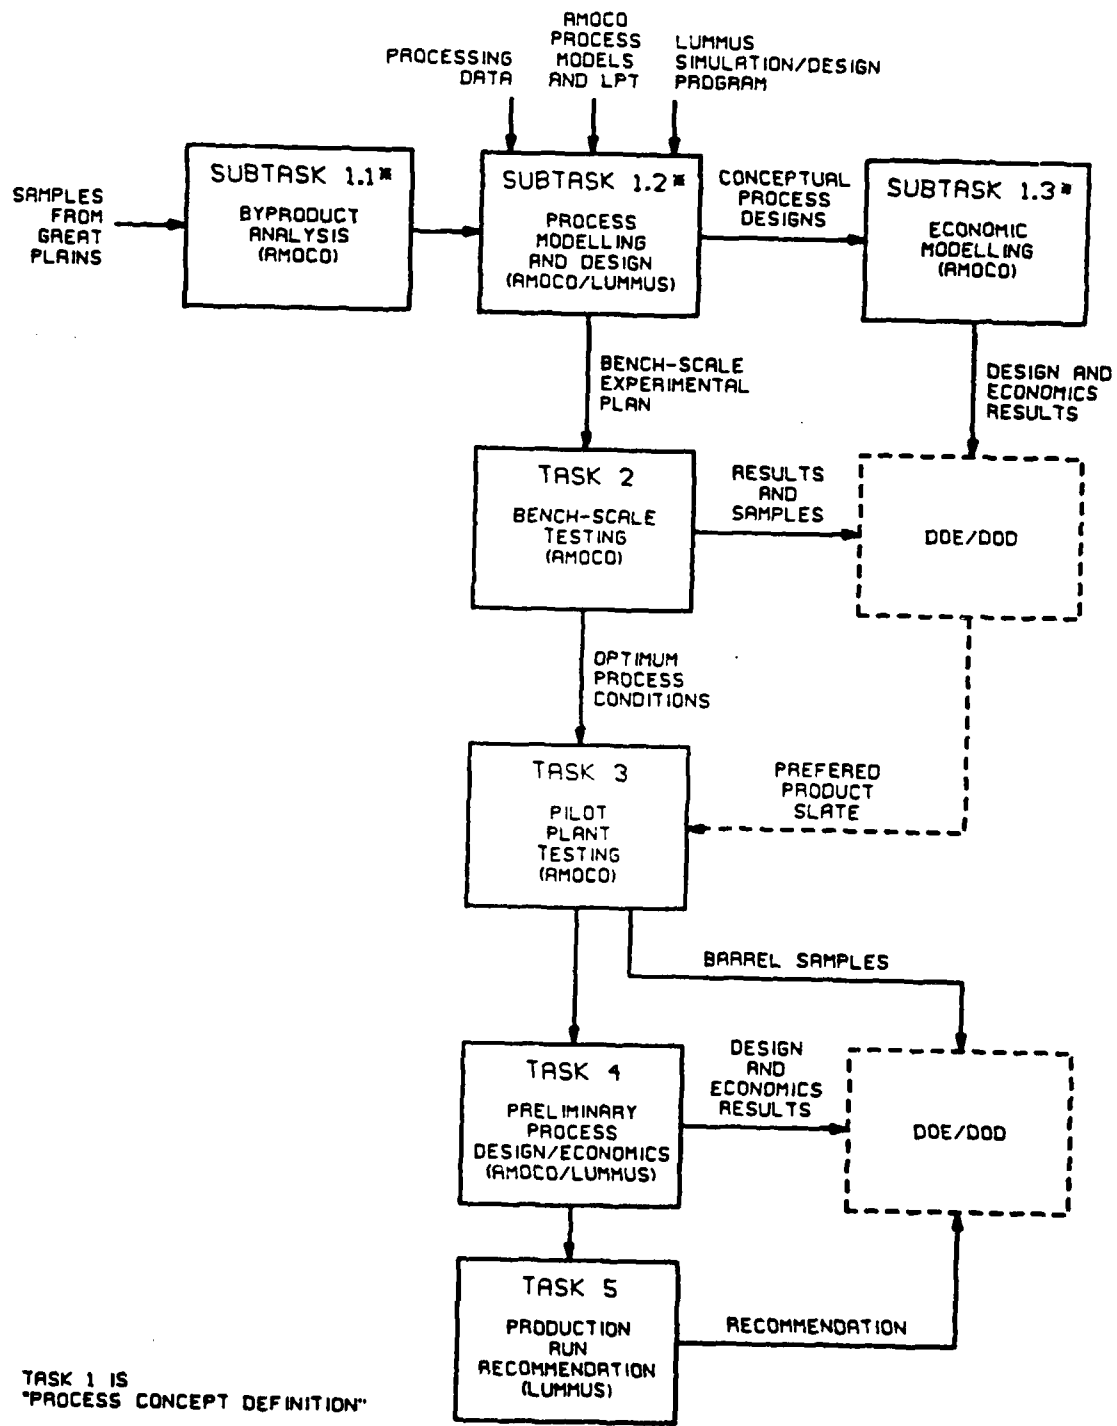 PROCESSING
DATA
AMOCO
PROCESS
MODELS
AND LPT
LUMMUS
SIMULATION/DESIGN
PROGRAM
SAMPLES
FROM
GREAT
PLAINS
SUBTASK 1.1*
BYPRODUCT
ANALYSIS
(AMOCO)
SUBTASK 1.2*
PROCESS
MODELLING
AND DESIGN
(AMOCO/LUMMUS)
CONCEPTUAL
PROCESS
DESIGNS
SUBTASK 1.3*
ECONOMIC
MODELLING
(AMOCO)
BENCH-SCALE
EXPERIMENTAL
PLAN
DESIGN AND
ECONOMICS
RESULTS
TASK 2
BENCH-SCALE
TESTING
(AMOCO)
RESULTS
AND
SAMPLES
DOE/DOD
OPTIMUM
PROCESS
CONDITIONS
TASK 3
PILOT
PLANT
TESTING
(AMOCO)
PREFERED
PRODUCT
SLATE
BARREL SAMPLES
TASK 4
PRELIMINARY
PROCESS
DESIGN/ECONOMICS
(AMOCO/LUMMUS)
DESIGN
AND
ECONOMICS
RESULTS
DOE/DOD
TASK 5
PRODUCTION
RUN
RECOMMENDATION
(LUMMUS)
RECOMMENDATION
TASK 1 IS
"PROCESS CONCEPT DEFINITION"